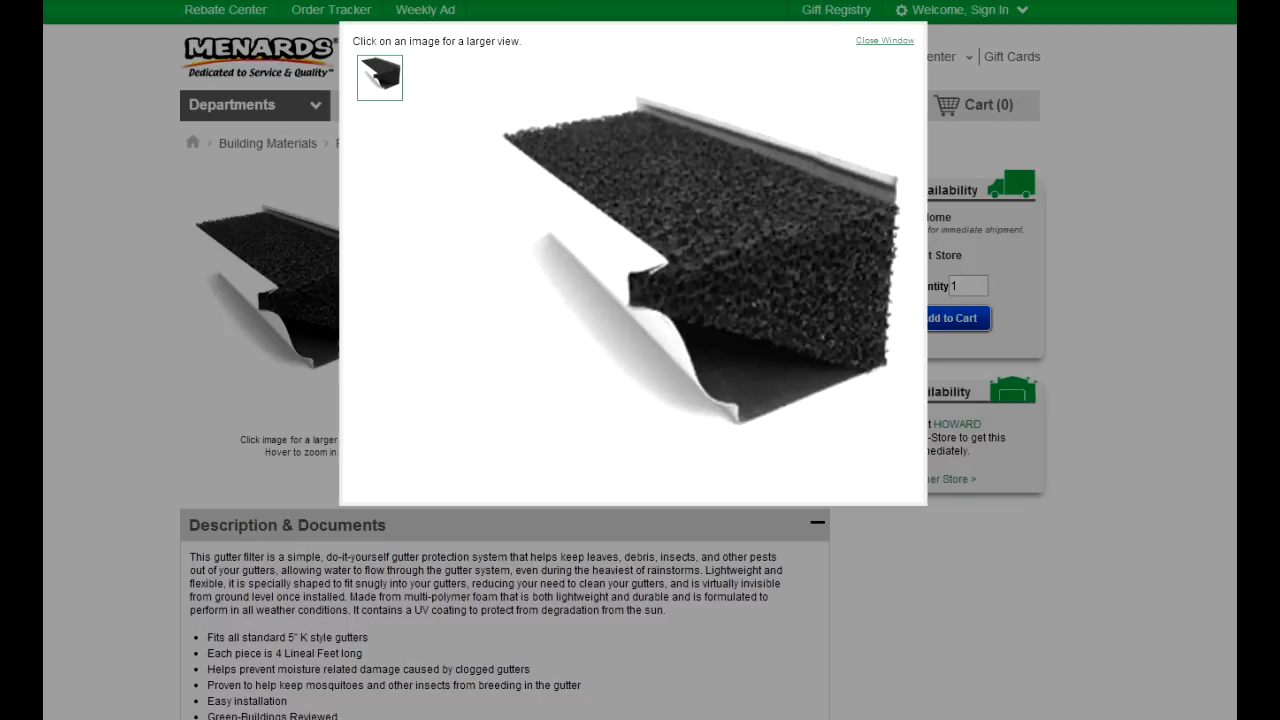 Rebate Center Order Tracker Weekly Ad Gift Registry Welcome, Sign In
Click on an image for a larger view. Close Window
MENARDS
Dedicated to Service & Quality™
enter Gift Cards
Departments Cart (0)
Building Materials
ailability
Home
for immediate shipment.
t Store
ntity 1
dd to Cart
ilability
t HOWARD
-Store to get this
mediately.
er Store >
Click image for a larger
Hover to zoom in.
Description & Documents
This gutter filter is a simple, do-it-yourself gutter protection system that helps keep leaves, debris, insects, and other pests
out of your gutters, allowing water to flow through the gutter system, even during the heaviest of rainstorms. Lightweight and
flexible, it is specially shaped to fit snugly into your gutters, reducing your need to clean your gutters, and is virtually invisible
from ground level once installed. Made from multi-polymer foam that is both lightweight and durable and is formulated to
perform in all weather conditions. It contains a UV coating to protect from degradation from the sun.
• Fits all standard 5" K style gutters
• Each piece is 4 Lineal Feet long
• Helps prevent moisture related damage caused by clogged gutters
• Proven to help keep mosquitoes and other insects from breeding in the gutter
• Easy installation
• Green-Buildings Reviewed